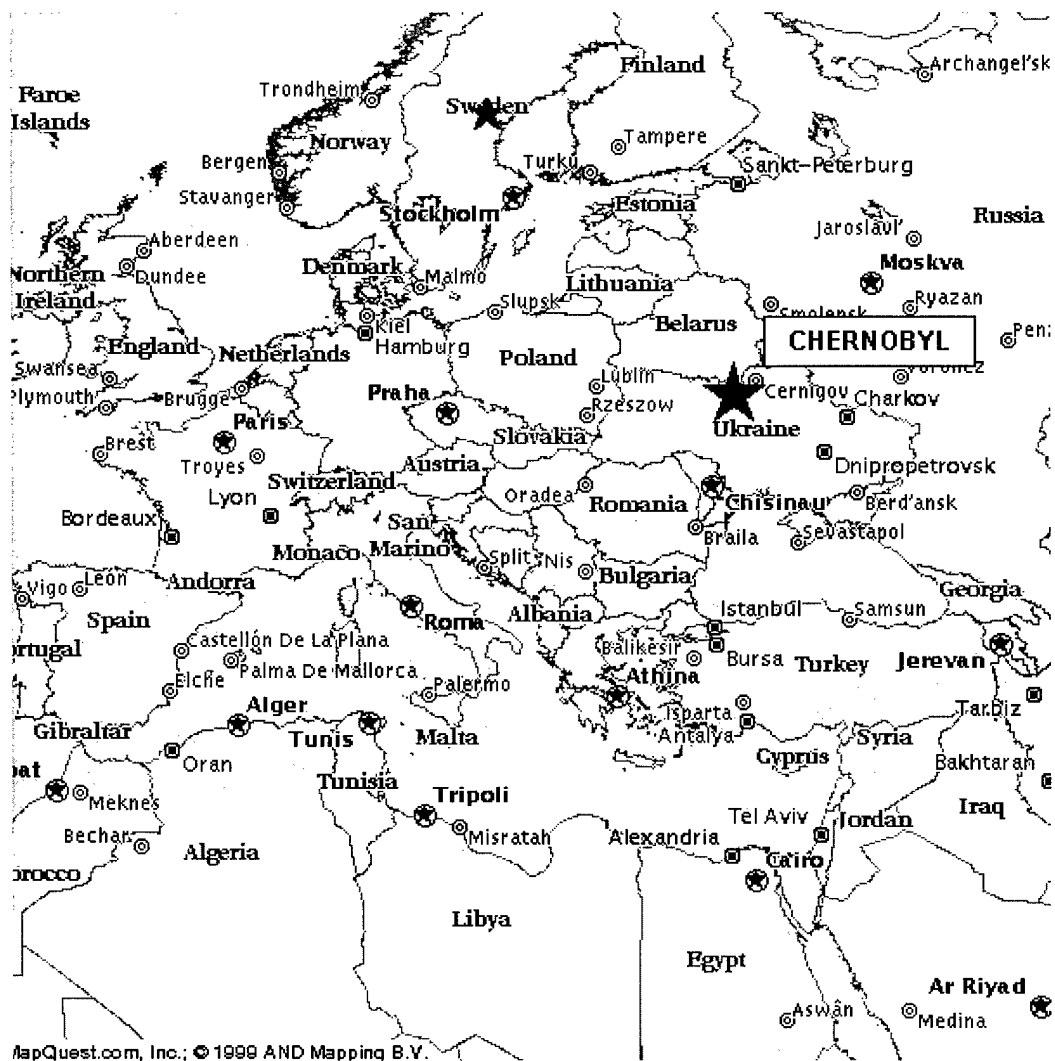 Finland
Archangel'sk
Faroe
Islands
Trondheim
Sweden
Norway
Tampere
Bergen
Turku
Sankt-Peterburg
Stavanger
Stockholm
Estonia
Russia
Jaroslavl'
Aberdeen
Denmark
Moskva
Northern
Ireland
Dundee
Malmo
Lithuania
Slupsk
Smolensk
Ryazan
Kiel
Belarus
England
Netherlands
Hamburg
CHERNOBYL
Poland
Swansea
Lublin
Cernigov
Plymouth
Brugge
Praha
Rzeszow
Charkov
Paris
Ukraine
Brest
Slovakia
Troyes
Austria
Dnipropetrovsk
Lyon
Switzerland
Oradea
Romania
Chisinau
Berd'ansk
Bordeaux
San
Marino
Braila
Sevastapol
Monaco
Split
Nis
Andorra
Bulgaria
Georgia
Vigo
Leon
Spain
Albania
Istanbul
Samsun
Roma
ortugal
Castellón De La Plana
Balikesir
Bursa
Turkey
Jerevan
Palma De Mallorca
Elche
Palermo
Athina
Alger
Isparta
Tarbiz
Gibraltar
Tunis
Malta
Antalya
Syria
Oran
Cyprus
Bakhtaran
bat
Tunisia
Meknes
Tripoli
Tel Aviv
Jordan
Iraq
Bechar
Misratah
Alexandria
Algeria
Cairo
orocco
Libya
Egypt
Ar Riyad
Aswân
Medina
MapQuest.com, Inc.; © 1999 AND Mapping B.V.